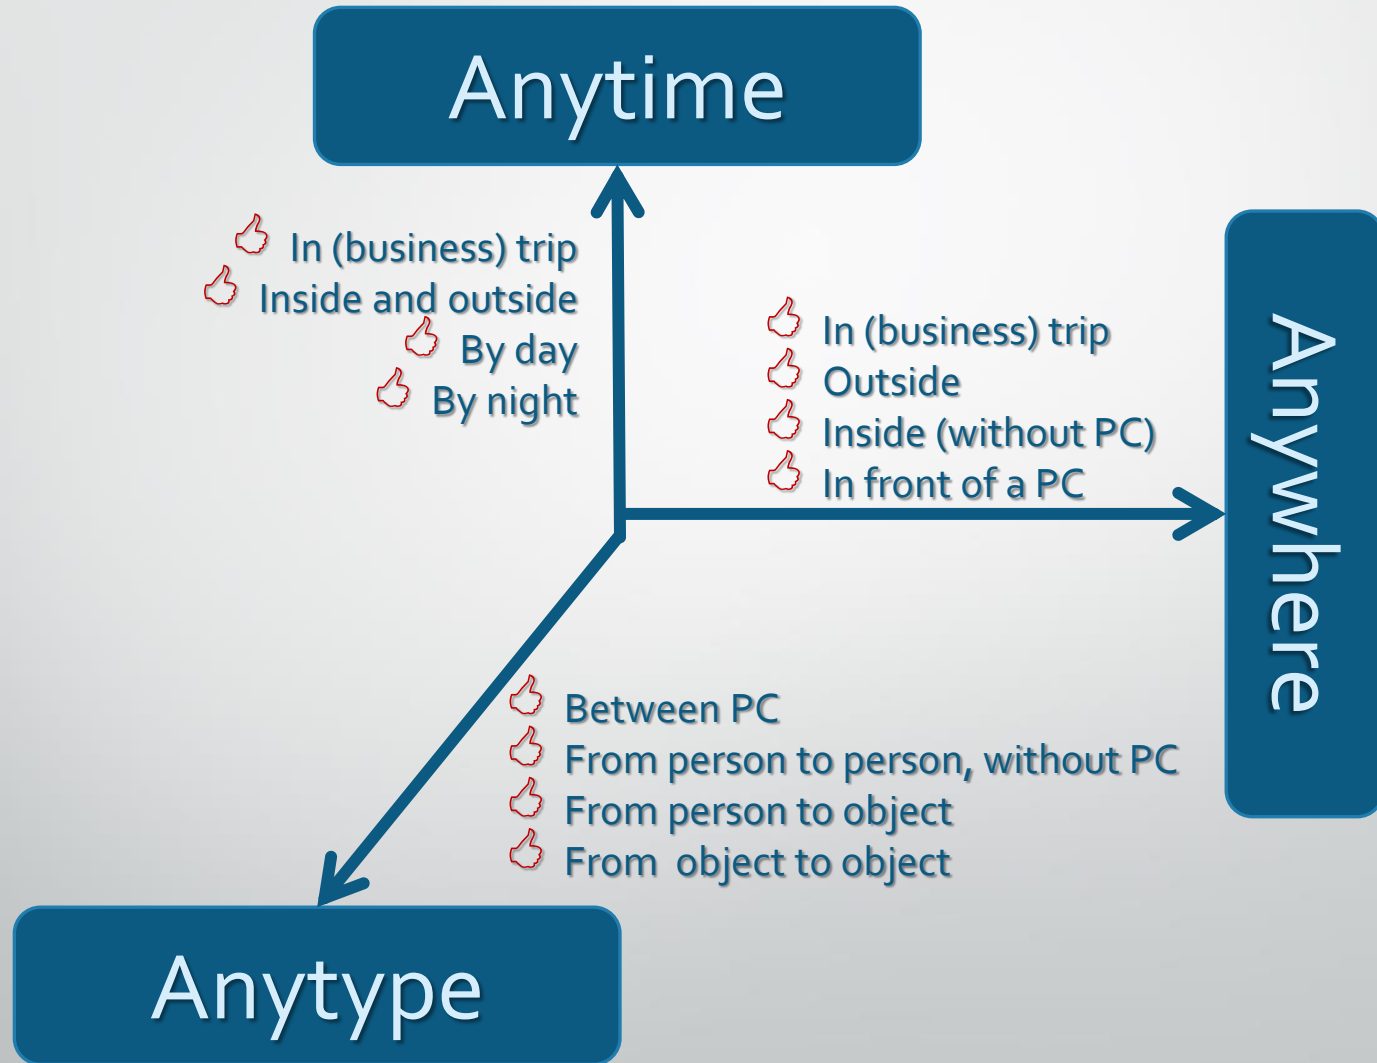 Anytime
In (business) trip
Inside and outside
By day
By night
In (business) trip
Outside
Inside (without PC)
In front of a PC
Anywhere
Between PC
From person to person, without PC
From person to object
From object to object
Anytype